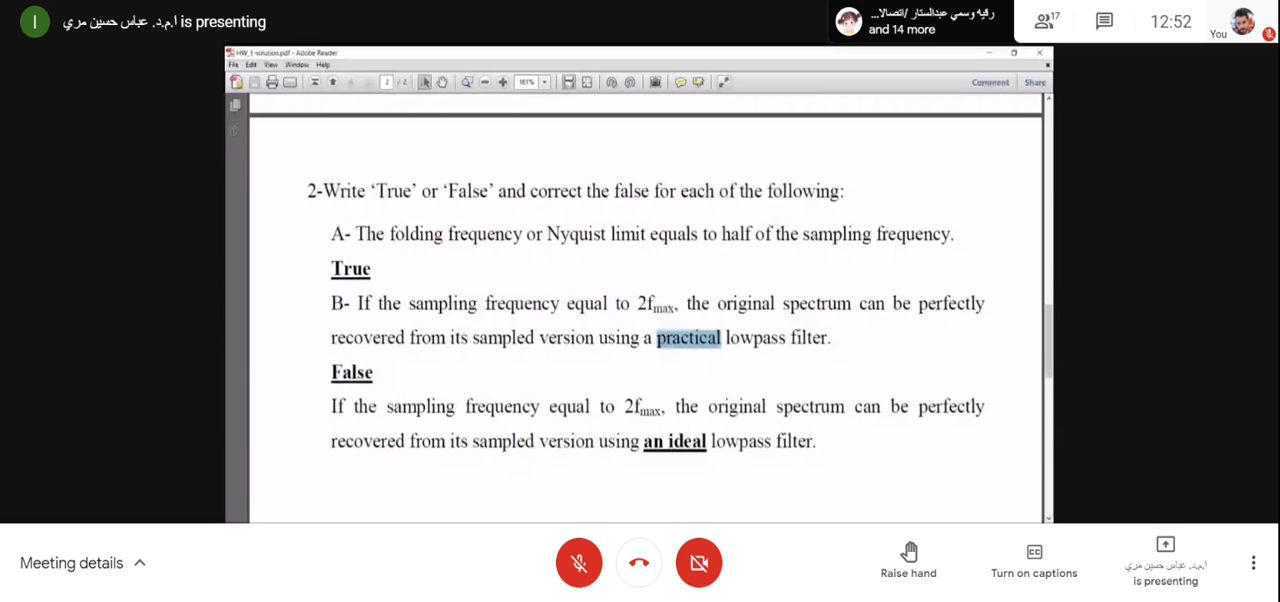 ا.م.د. عباس حسين مري is presenting
رقيه وسمي عبدالستار /اتصالا...
and 14 more
17
12:52
You
HW_1-solution.pdf - Adobe Reader
File Edit View Window Help
2 / 2
161%
Comment Share
2-Write ‘True’ or ‘False’ and correct the false for each of the following:
A- The folding frequency or Nyquist limit equals to half of the sampling frequency.
True
B- If the sampling frequency equal to 2fmax, the original spectrum can be perfectly
recovered from its sampled version using a practical lowpass filter.
False
If the sampling frequency equal to 2fmax, the original spectrum can be perfectly
recovered from its sampled version using an ideal lowpass filter.
Meeting details
Raise hand
CC
Turn on captions
ا.م.د. عباس حسين مري
is presenting